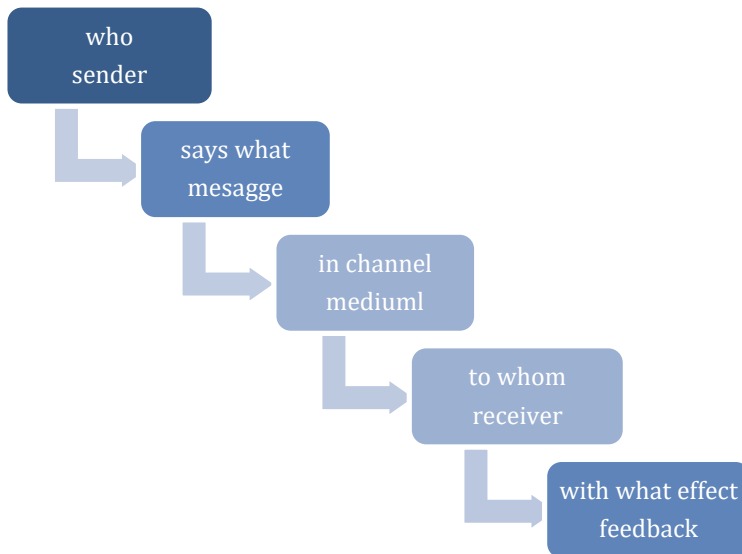 who
sender
says what
mesagge
in channel
mediuml
to whom
receiver
with what effect
feedback